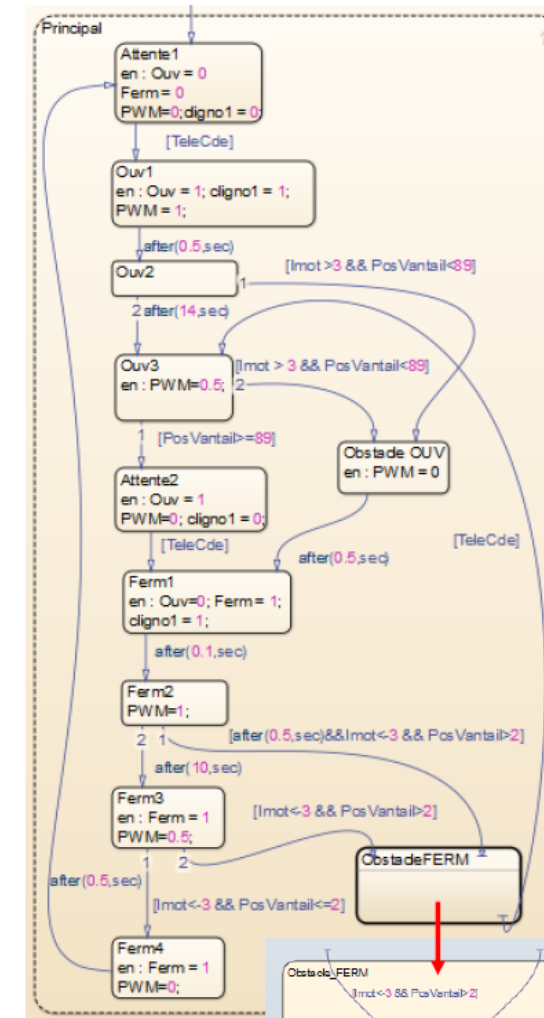 Principal
Attente1
en : Ouv = 0
Ferm = 0
PWM=0;cligno1 = 0;
[TeleCde]
Ouv1
en : Ouv = 1; cligno1 = 1;
PWM = 1;
after(0.5,sec)
Ouv2
[Imot >3 && PosVantail<89]
1
2 after(14,sec)
Ouv3
en : PWM=0.5;
[Imot > 3 && PosVantail<89]
2
1
[PosVantail>=89]
Obstacle OUV
en : PWM = 0
Attente2
en : Ouv = 1
PWM=0; cligno1 = 0;
[TeleCde]
[TeleCde]
after(0.5,sec)
Ferm1
en : Ouv=0; Ferm= 1;
cligno1 = 1;
after(0.1,sec)
Ferm2
PWM=1;
2 1
[after(0.5,sec)&&Imot<-3 && PosVantail>2]
after(10,sec)
Ferm3
en : Ferm = 1
PWM=0.5;
[Imot<-3 && PosVantail>2]
1 2
ObstacleFERM
after(0.5,sec)
[Imot<-3 && PosVantail<=2]
Ferm4
en : Ferm = 1
PWM=0;
Obstacle_FERM
[Imot<-3 && PosVantail>2]